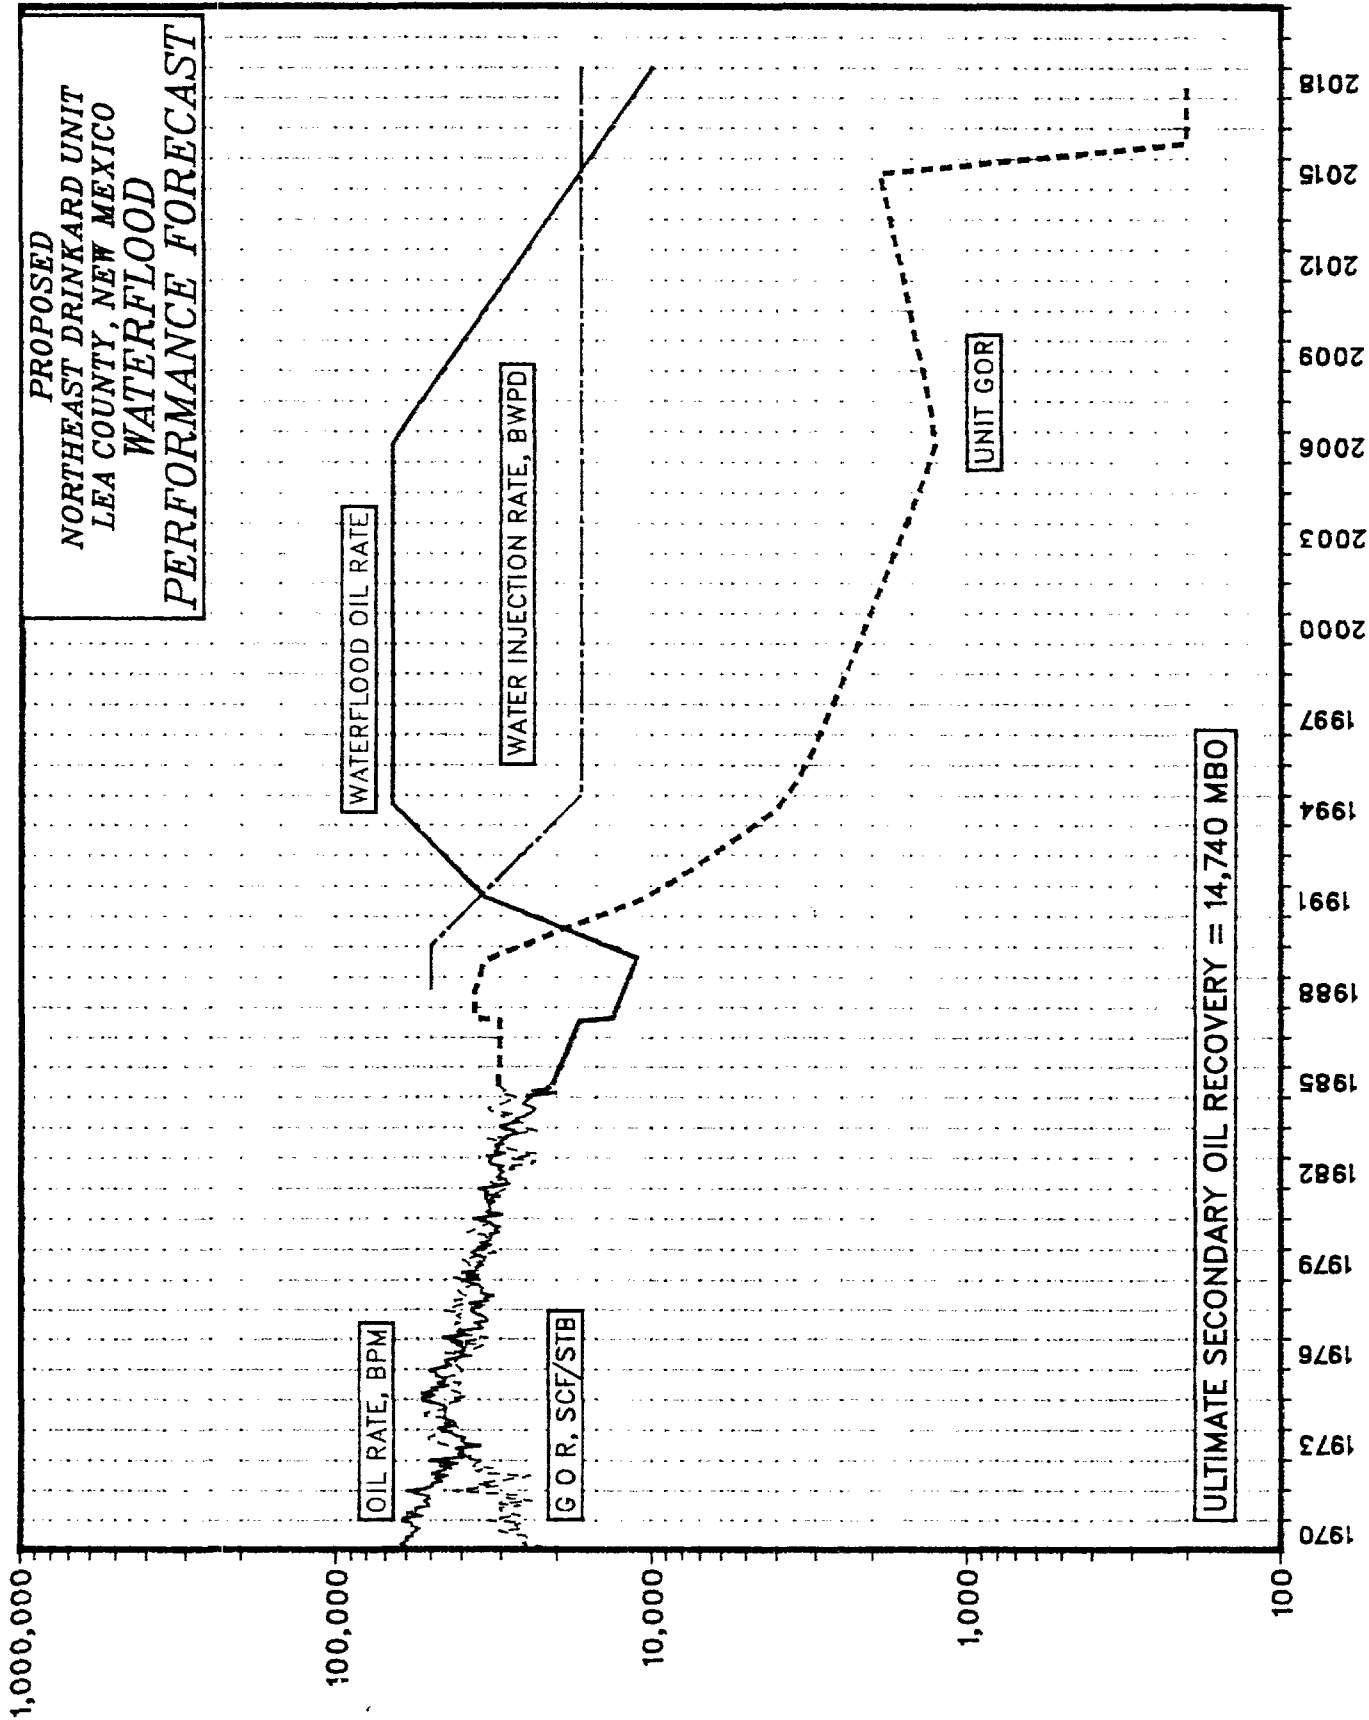 PROPOSED
NORTHEAST DRINKARD UNIT
LEA COUNTY, NEW MEXICO
WATERFLOOD
PERFORMANCE FORECAST
1,000,000
100,000
10,000
1,000
100
OIL RATE, BPM
G O R, SCF/STB
WATERFLOOD OIL RATE
WATER INJECTION RATE, BWPD
UNIT GOR
ULTIMATE SECONDARY OIL RECOVERY = 14,740 MBO
1970
1973
1976
1979
1982
1985
1988
1991
1994
1997
2000
2003
2006
2009
2012
2015
2018